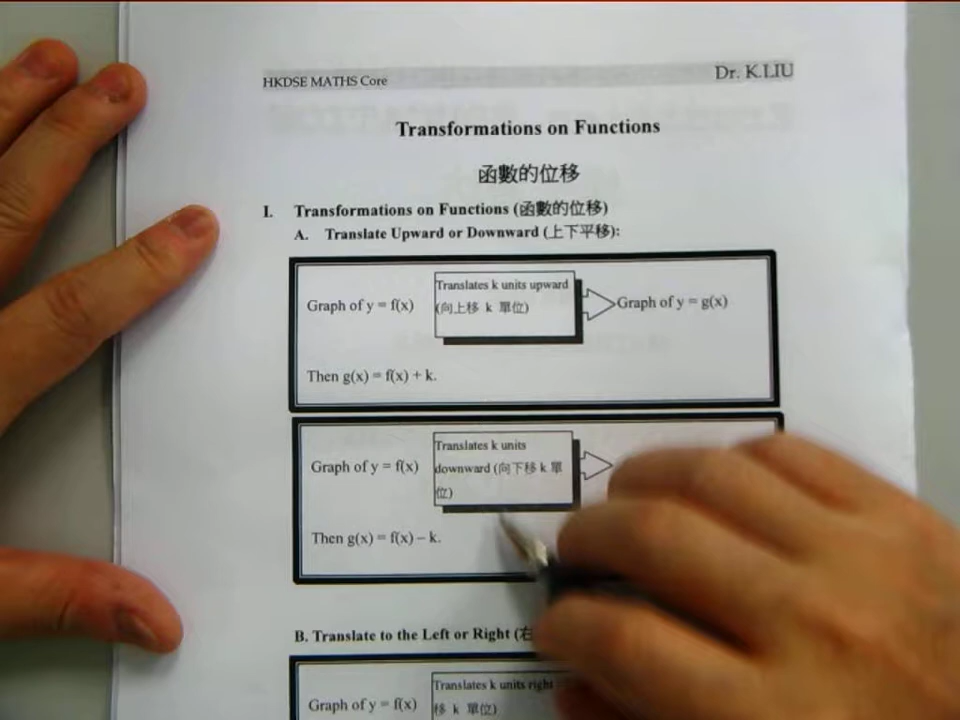 HKDSE MATHS Core
Dr. K.LIU
Transformations on Functions
函數的位移
I. Transformations on Functions (函數的位移)
A. Translate Upward or Downward (上下平移):
Graph of y = f(x)
Translates k units upward
(向上移 k 單位)
Graph of y = g(x)
Then g(x) = f(x) + k.
Graph of y = f(x)
Translates k units
downward (向下移 k 單
位)
Then g(x) = f(x) – k.
B. Translate to the Left or Right (右
Graph of y = f(x)
Translates k units right
移 k 單位)